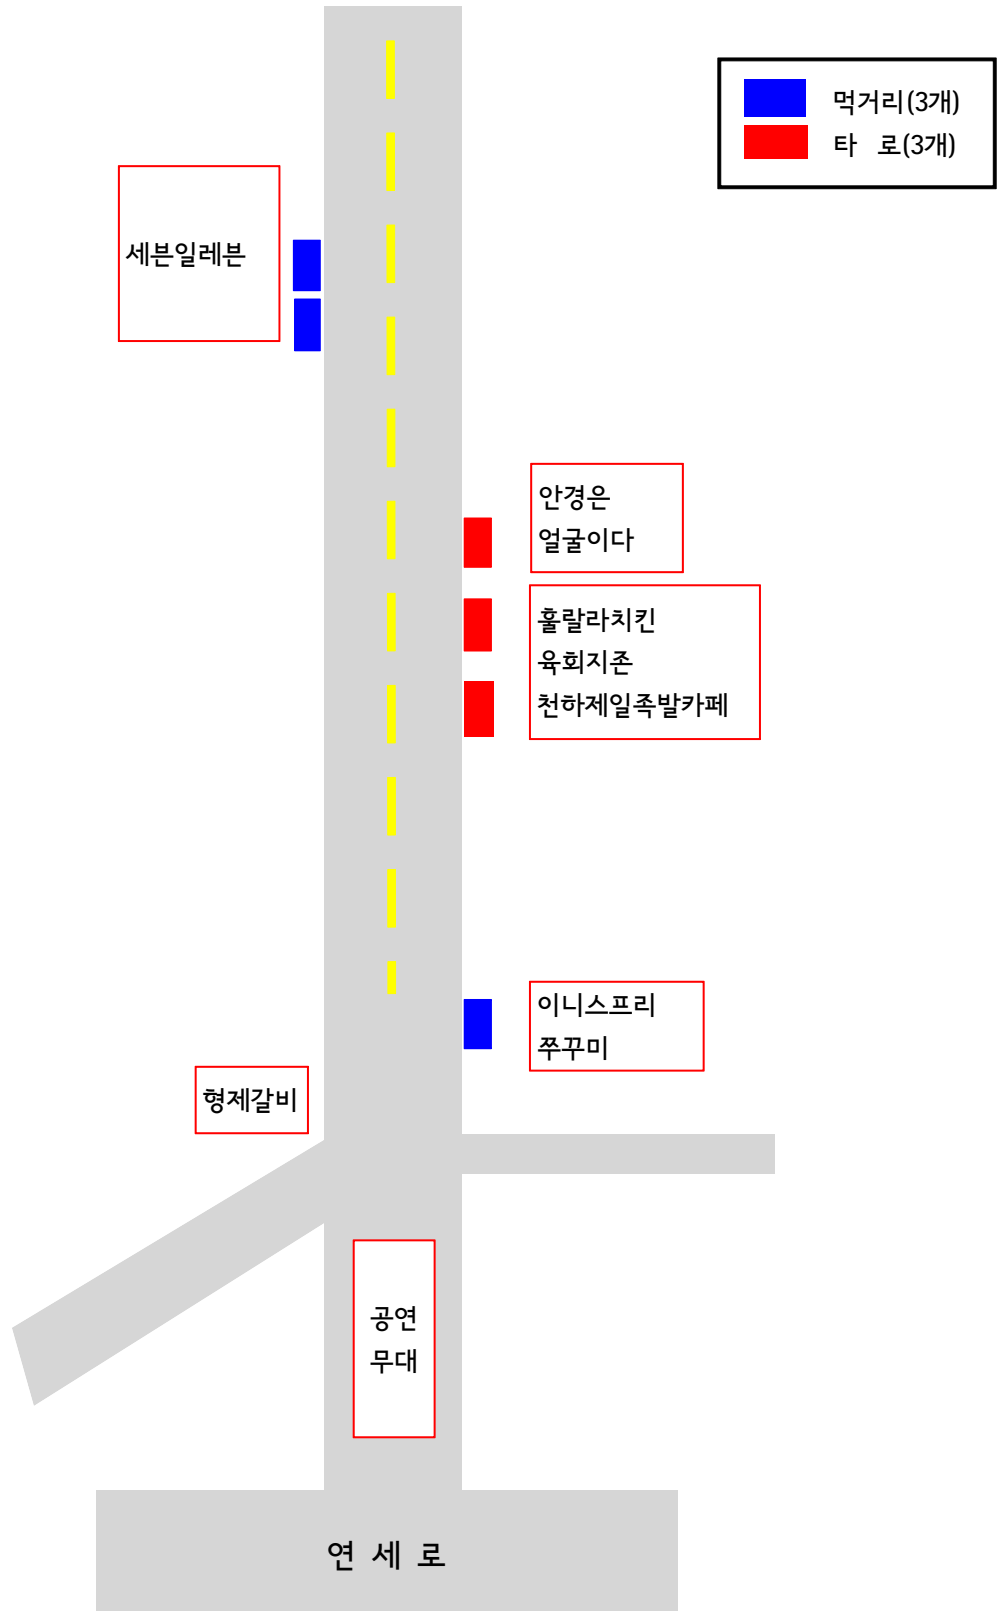 먹거리(3개)
타 로(3개)
세븐일레븐
안경은
얼굴이다
훌랄라치킨
육회지존
천하제일족발카페
이니스프리
쭈꾸미
형제갈비
공연
무대
연 세 로